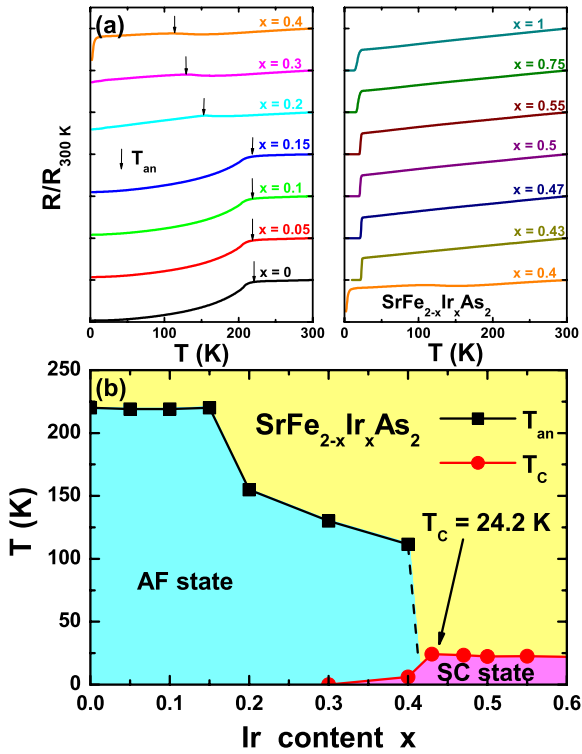 (a)
x = 0.4
x = 0.3
x = 0.2
x = 0.15
T_an
x = 0.1
x = 0.05
x = 0
R/R_300 K
0 100 200 300
T (K)
x = 1
x = 0.75
x = 0.55
x = 0.5
x = 0.47
x = 0.43
x = 0.4
SrFe_2-xIr_xAs_2
0 100 200 300
T (K)
(b)
SrFe_2-xIr_xAs_2
T_an
T_C
T_C = 24.2 K
AF state
SC state
250
200
150
100
50
0
T (K)
0.0 0.1 0.2 0.3 0.4 0.5 0.6
Ir content x